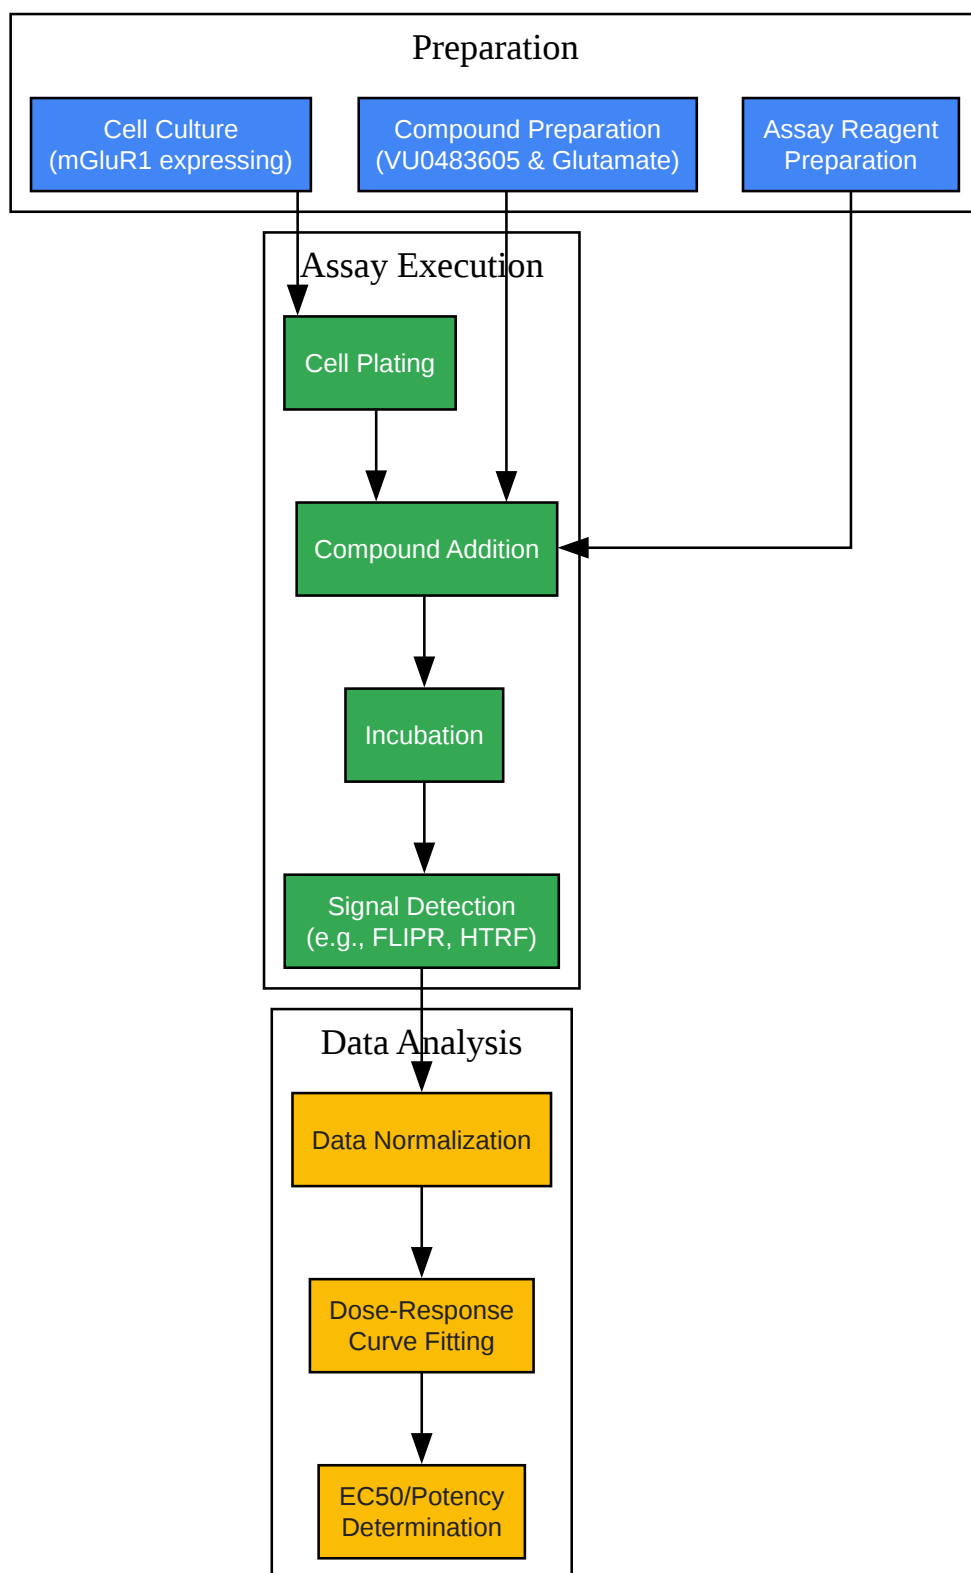 Preparation
Cell Culture
(mGluR1 expressing)
Compound Preparation
(VU0483605 & Glutamate)
Assay Reagent
Preparation
Assay Execution
Cell Plating
Compound Addition
Incubation
Signal Detection
(e.g., FLIPR, HTRF)
Data Analysis
Data Normalization
Dose-Response
Curve Fitting
EC50/Potency
Determination